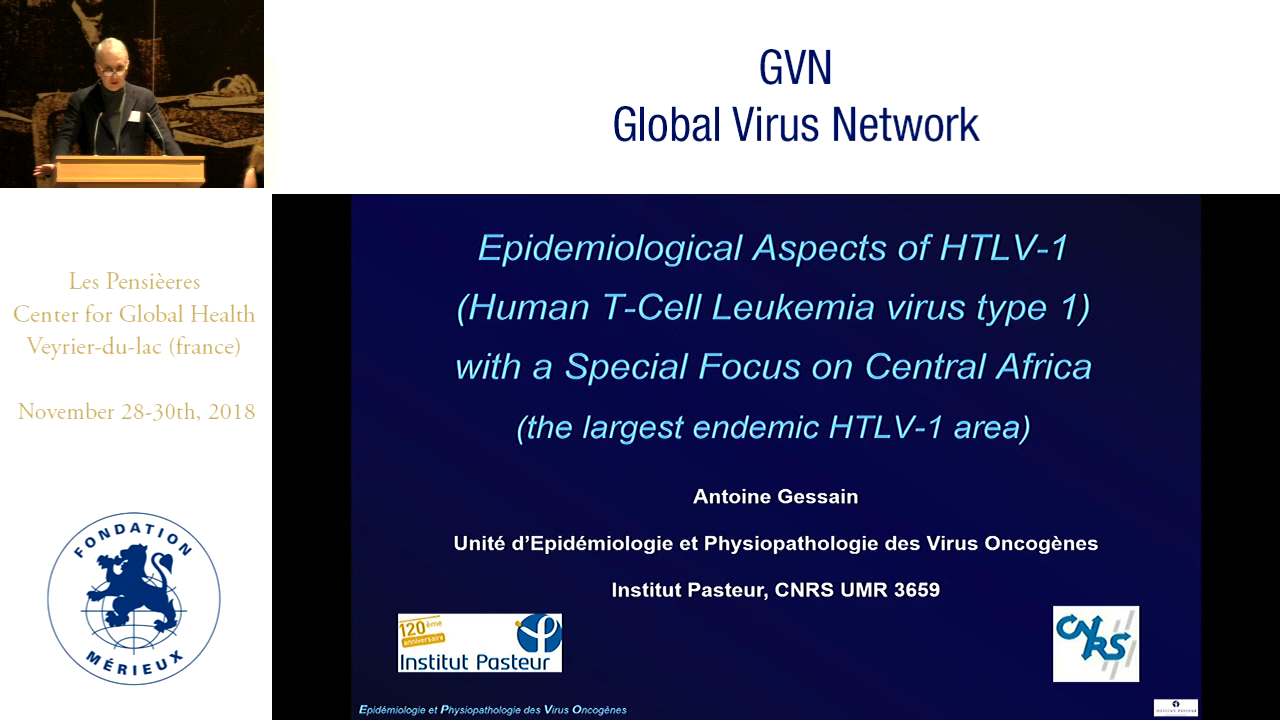 GVN
Global Virus Network
Les Pensièeres
Center for Global Health
Veyrier-du-lac (france)
November 28-30th, 2018
FONDATION
MÉRIEUX
Epidemiological Aspects of HTLV-1
(Human T-Cell Leukemia virus type 1)
with a Special Focus on Central Africa
(the largest endemic HTLV-1 area)
Antoine Gessain
Unité d'Epidémiologie et Physiopathologie des Virus Oncogènes
Institut Pasteur, CNRS UMR 3659
120ème
anniversaire
Institut Pasteur
CNRS
Epidémiologie et Physiopathologie des Virus Oncogènes
INSTITUT PASTEUR